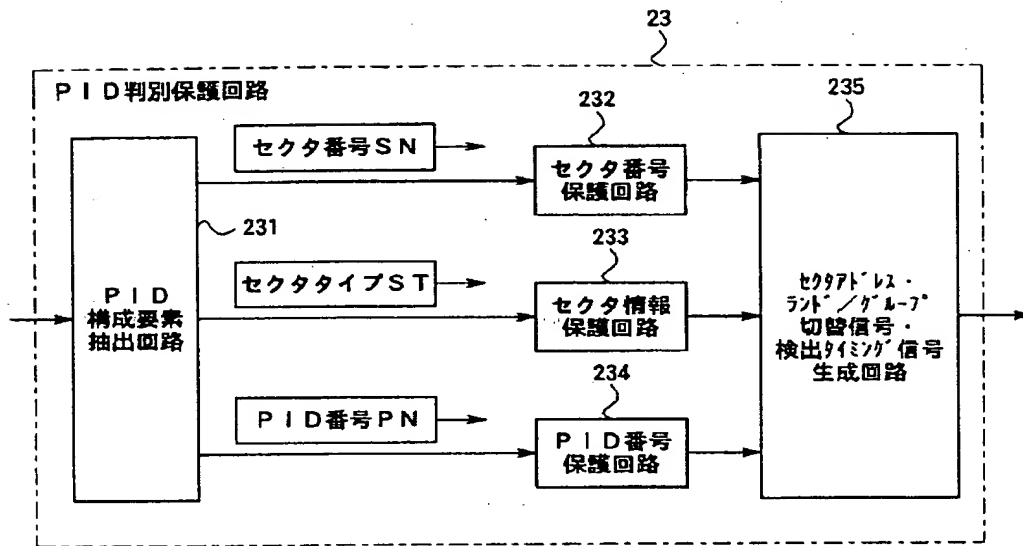 23
ＰＩＤ判別保護回路
セクタ番号ＳＮ
232
セクタ番号
保護回路
235
231
ＰＩＤ
構成要素
抽出回路
セクタタイプＳＴ
233
セクタ情報
保護回路
ｾｸﾀｱﾄﾞﾚｽ・
ﾗﾝﾄﾞ／ｸﾞﾙｰﾌﾟ
切替信号・
検出ﾀｲﾐﾝｸﾞ信号
生成回路
ＰＩＤ番号ＰＮ
234
ＰＩＤ番号
保護回路